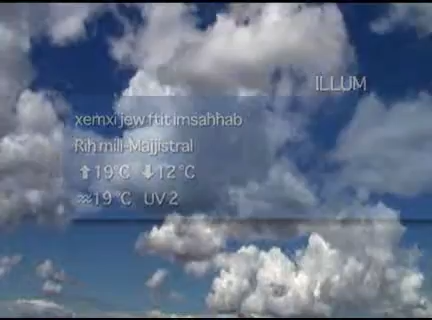 ILLUM
xemxi jew ftit imsaħħab
Riħ mill-Majjistral
⬆19°C ⬇12°C
≈19°C UV 2